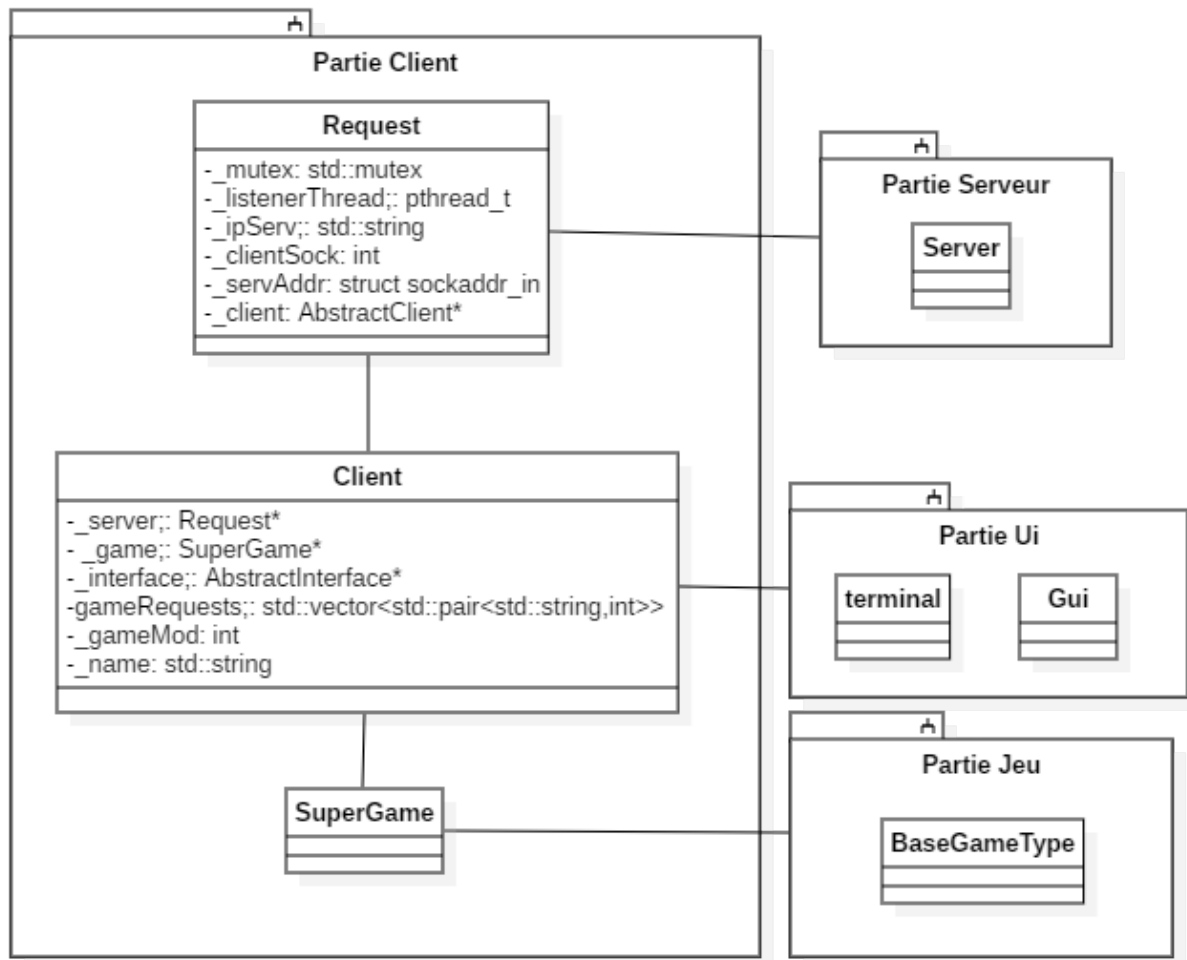 Partie Client
Request
-_mutex: std::mutex
-_listenerThread;: pthread_t
-_ipServ;: std::string
-_clientSock: int
-_servAddr: struct sockaddr_in
-_client: AbstractClient*
Partie Serveur
Server
Client
-_server;: Request*
- _game;: SuperGame*
-_interface;: AbstractInterface*
-gameRequests;: std::vector<std::pair<std::string,int>>
-_gameMod: int
-_name: std::string
Partie Ui
terminal
Gui
SuperGame
Partie Jeu
BaseGameType